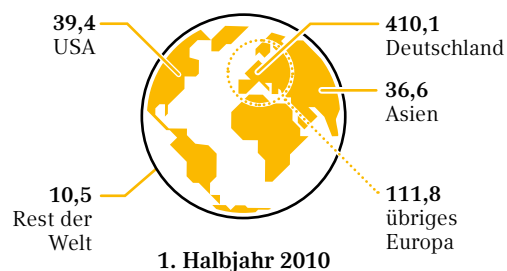 39,4
USA
410,1
Deutschland
36,6
Asien
10,5
Rest der
Welt
111,8
übriges
Europa
1. Halbjahr 2010